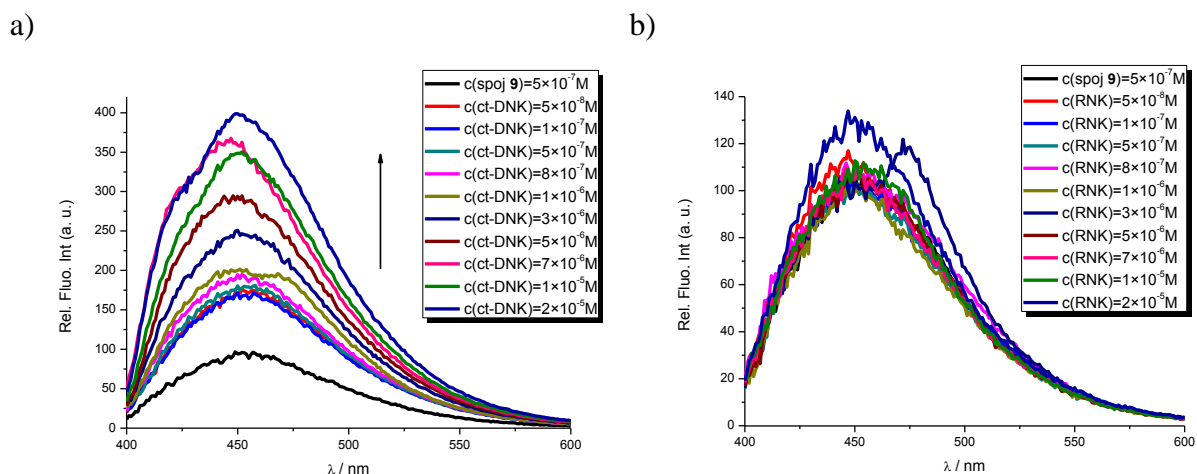 a)
b)
Rel. Fluo. Int (a. u.)
400
350
300
250
200
150
100
50
0
400
450
500
550
600
λ / nm
c(spoj 9)=5×10⁻⁷M
c(ct-DNK)=5×10⁻⁸M
c(ct-DNK)=1×10⁻⁷M
c(ct-DNK)=5×10⁻⁷M
c(ct-DNK)=8×10⁻⁷M
c(ct-DNK)=1×10⁻⁶M
c(ct-DNK)=3×10⁻⁶M
c(ct-DNK)=5×10⁻⁶M
c(ct-DNK)=7×10⁻⁶M
c(ct-DNK)=1×10⁻⁵M
c(ct-DNK)=2×10⁻⁵M
Rel. Fluo. Int (a. u.)
140
120
100
80
60
40
20
0
400
450
500
550
600
λ / nm
c(spoj 9)=5×10⁻⁷M
c(RNK)=5×10⁻⁸M
c(RNK)=1×10⁻⁷M
c(RNK)=5×10⁻⁷M
c(RNK)=8×10⁻⁷M
c(RNK)=1×10⁻⁶M
c(RNK)=3×10⁻⁶M
c(RNK)=5×10⁻⁶M
c(RNK)=7×10⁻⁶M
c(RNK)=1×10⁻⁵M
c(RNK)=2×10⁻⁵M